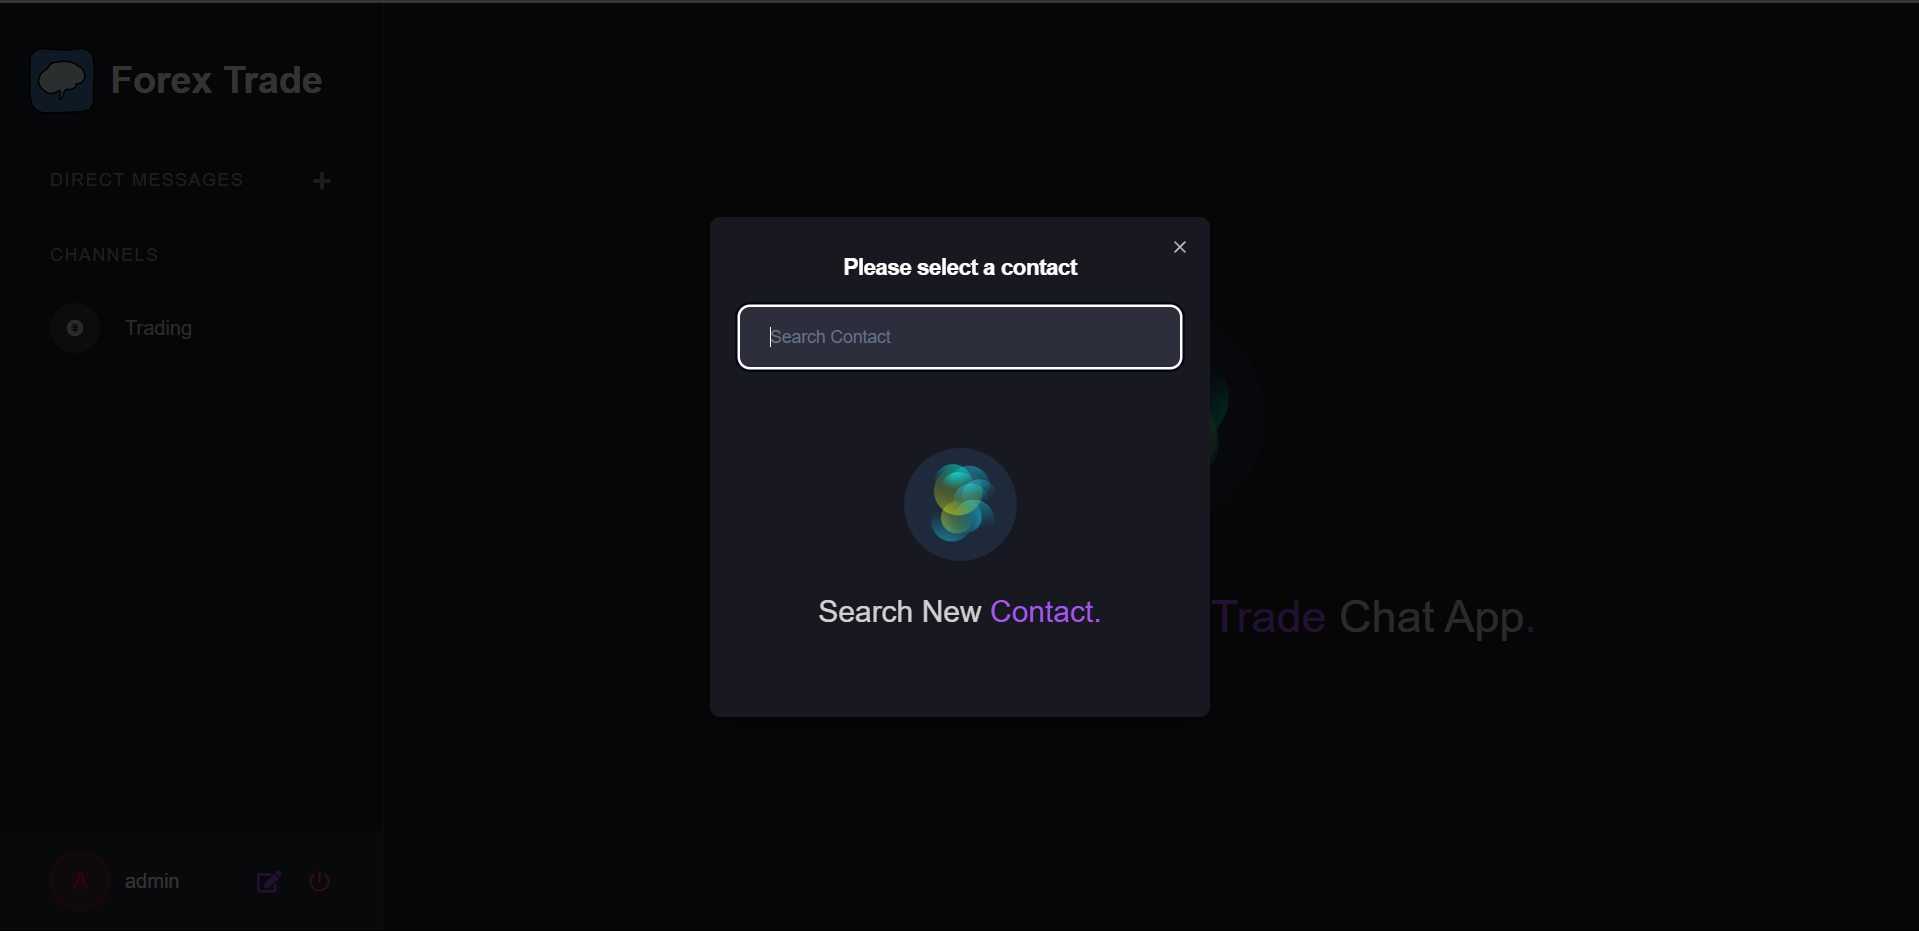 Forex Trade
DIRECT MESSAGES
CHANNELS
Trading
Please select a contact
Search Contact
Search New Contact.
Trade Chat App.
A
admin